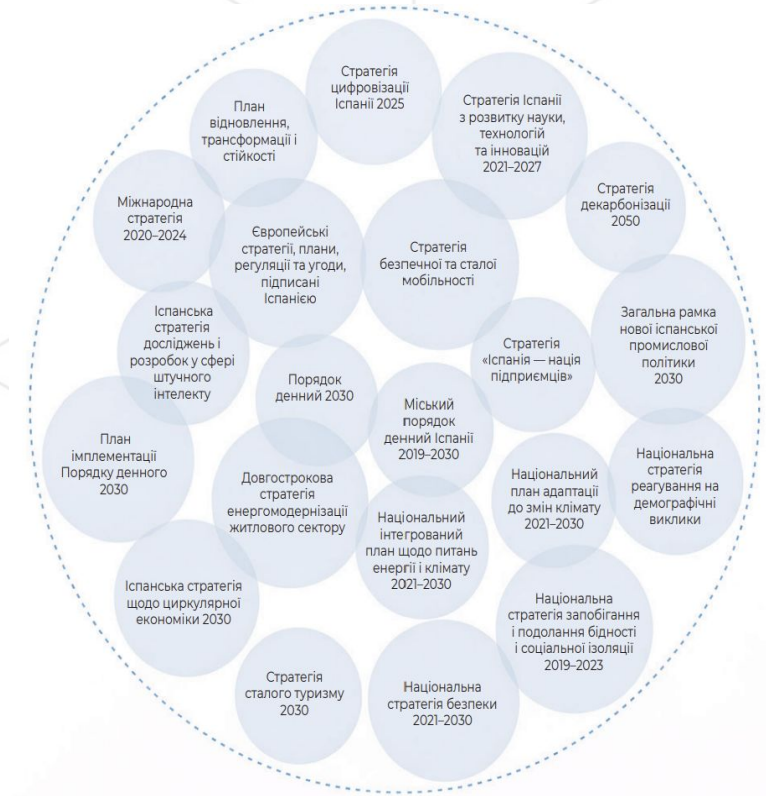 Стратегія
цифровізації
Іспанії 2025
План
відновлення,
трансформації і
стійкості
Стратегія Іспанії
з розвитку науки,
технологій
та інновацій
2021–2027
Міжнародна
стратегія
2020–2024
Стратегія
декарбонізації
2050
Європейські
стратегії, плани,
регуляції та угоди,
підписані
Іспанією
Стратегія
безпечної та сталої
мобільності
Іспанська
стратегія
досліджень і
розробок у сфері
штучного
інтелекту
Загальна рамка
нової іспанської
промислової
політики
2030
Стратегія
«Іспанія — нація
підприємців»
Порядок
денний 2030
Міський
порядок
денний Іспанії
2019–2030
План
імплементації
Порядку денного
2030
Довгострокова
стратегія
енергомодернізації
житлового сектору
Національний
план адаптації
до змін клімату
2021–2030
Національна
стратегія
реагування на
демографічні
виклики
Національний
інтегрований
план щодо питань
енергії і клімату
2021–2030
Іспанська стратегія
щодо циркулярної
економіки 2030
Національна
стратегія запобігання
і подолання бідності
і соціальної ізоляції
2019–2023
Стратегія
сталого туризму
2030
Національна
стратегія безпеки
2021–2030